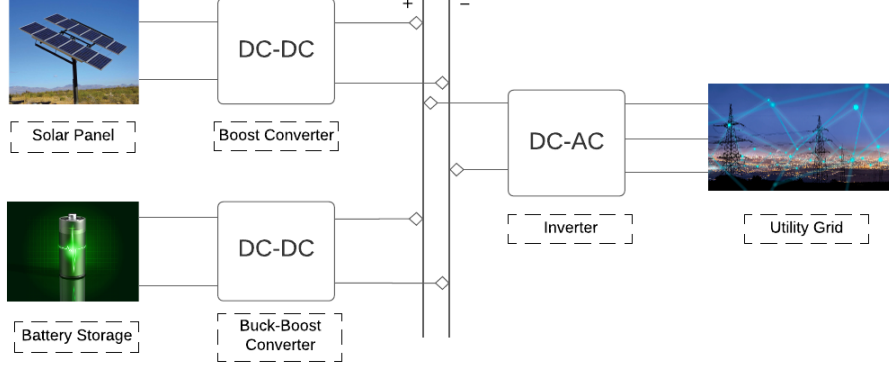 + −
DC-DC
Solar Panel
Boost Converter
DC-AC
Inverter
Utility Grid
DC-DC
Battery Storage
Buck-Boost
Converter